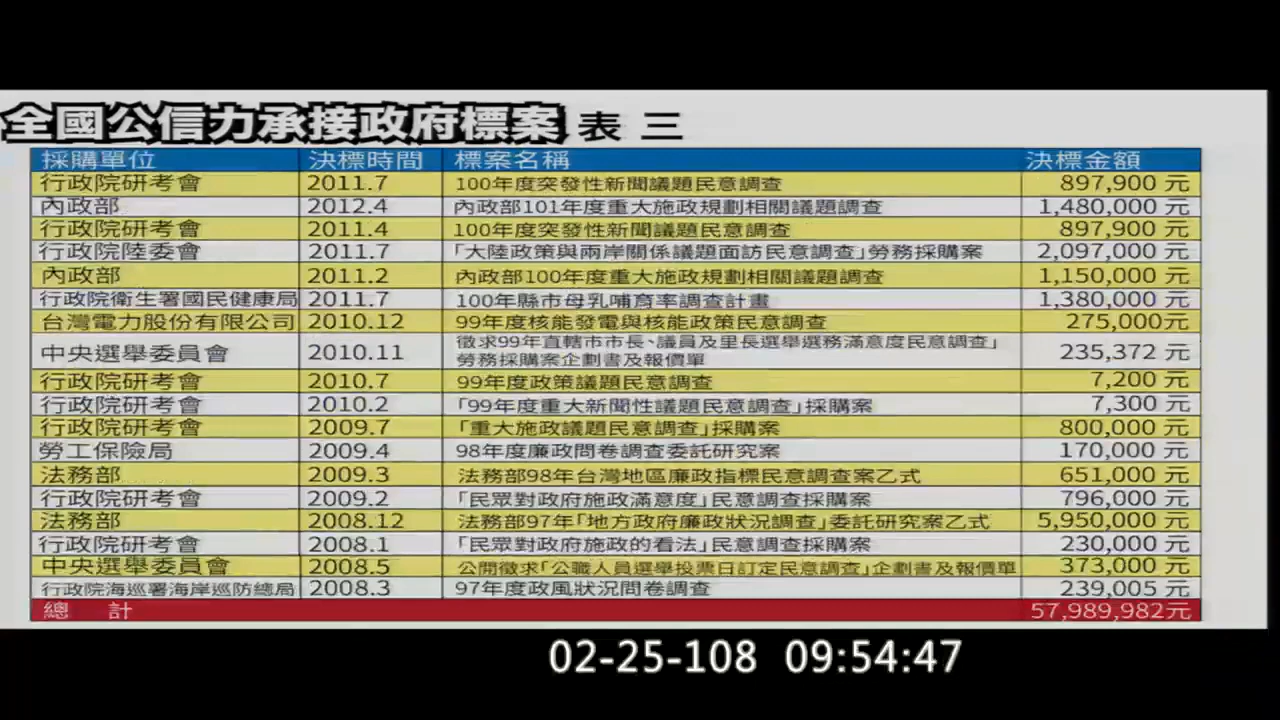 全國公信力承接政府標案 表 三
採購單位 決標時間 標案名稱 決標金額
行政院研考會 2011.7 100年度突發性新聞議題民意調查 897,900 元
內政部 2012.4 內政部101年度重大施政規劃相關議題調查 1,480,000 元
行政院研考會 2011.4 100年度突發性新聞議題民意調查 897,900 元
行政院陸委會 2011.7 「大陸政策與兩岸關係議題面訪民意調查」勞務採購案 2,097,000 元
內政部 2011.2 內政部100年度重大施政規劃相關議題調查 1,150,000 元
行政院衛生署國民健康局 2011.7 100年縣市母乳哺育率調查計畫 1,380,000 元
台灣電力股份有限公司 2010.12 99年度核能發電與核能政策民意調查 275,000元
中央選舉委員會 2010.11 徵求99年直轄市市長、議員及里長選舉選務滿意度民意調查」 235,372 元
勞務採購案企劃書及報價單
行政院研考會 2010.7 99年度政策議題民意調查 7,200 元
行政院研考會 2010.2 「99年度重大新聞性議題民意調查」採購案 7,300 元
行政院研考會 2009.7 「重大施政議題民意調查」採購案 800,000 元
勞工保險局 2009.4 98年度廉政問卷調查委託研究案 170,000 元
法務部 2009.3 法務部98年台灣地區廉政指標民意調查案乙式 651,000 元
行政院研考會 2009.2 「民眾對政府施政滿意度」民意調查採購案 796,000 元
法務部 2008.12 法務部97年「地方政府廉政狀況調查」委託研究案乙式 5,950,000 元
行政院研考會 2008.1 「民眾對政府施政的看法」民意調查採購案 230,000 元
中央選舉委員會 2008.5 公開徵求「公職人員選舉投票日訂定民意調查」企劃書及報價單 373,000 元
行政院海巡署海岸巡防總局 2008.3 97年度政風狀況問卷調查 239,005 元
總 計 57,989,982元
02-25-108 09:54:47